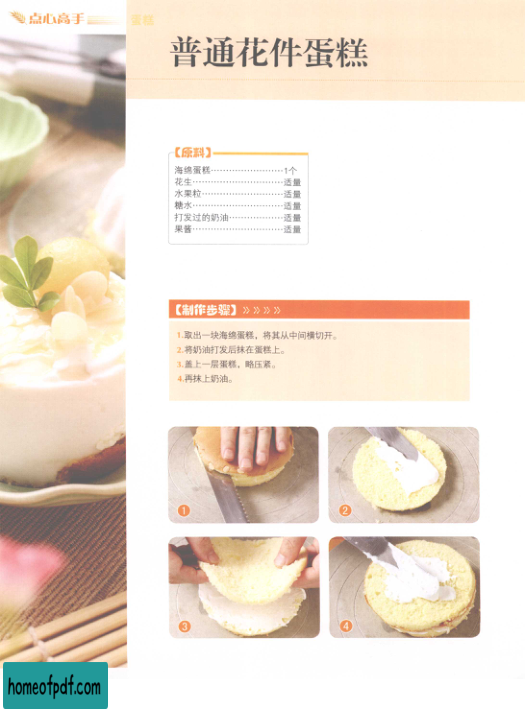 点心高手
蛋糕
普通花件蛋糕
【原料】
海绵蛋糕························1个
花生······························适量
水果粒···························适量
糖水······························适量
打发过的奶油··················适量
果酱······························适量
【制作步骤】》》》》
1.取出一块海绵蛋糕，将其从中间横切开。
2.将奶油打发后抹在蛋糕上。
3.盖上一层蛋糕，略压紧。
4.再抹上奶油。
1
2
3
4
homeofpdf.com